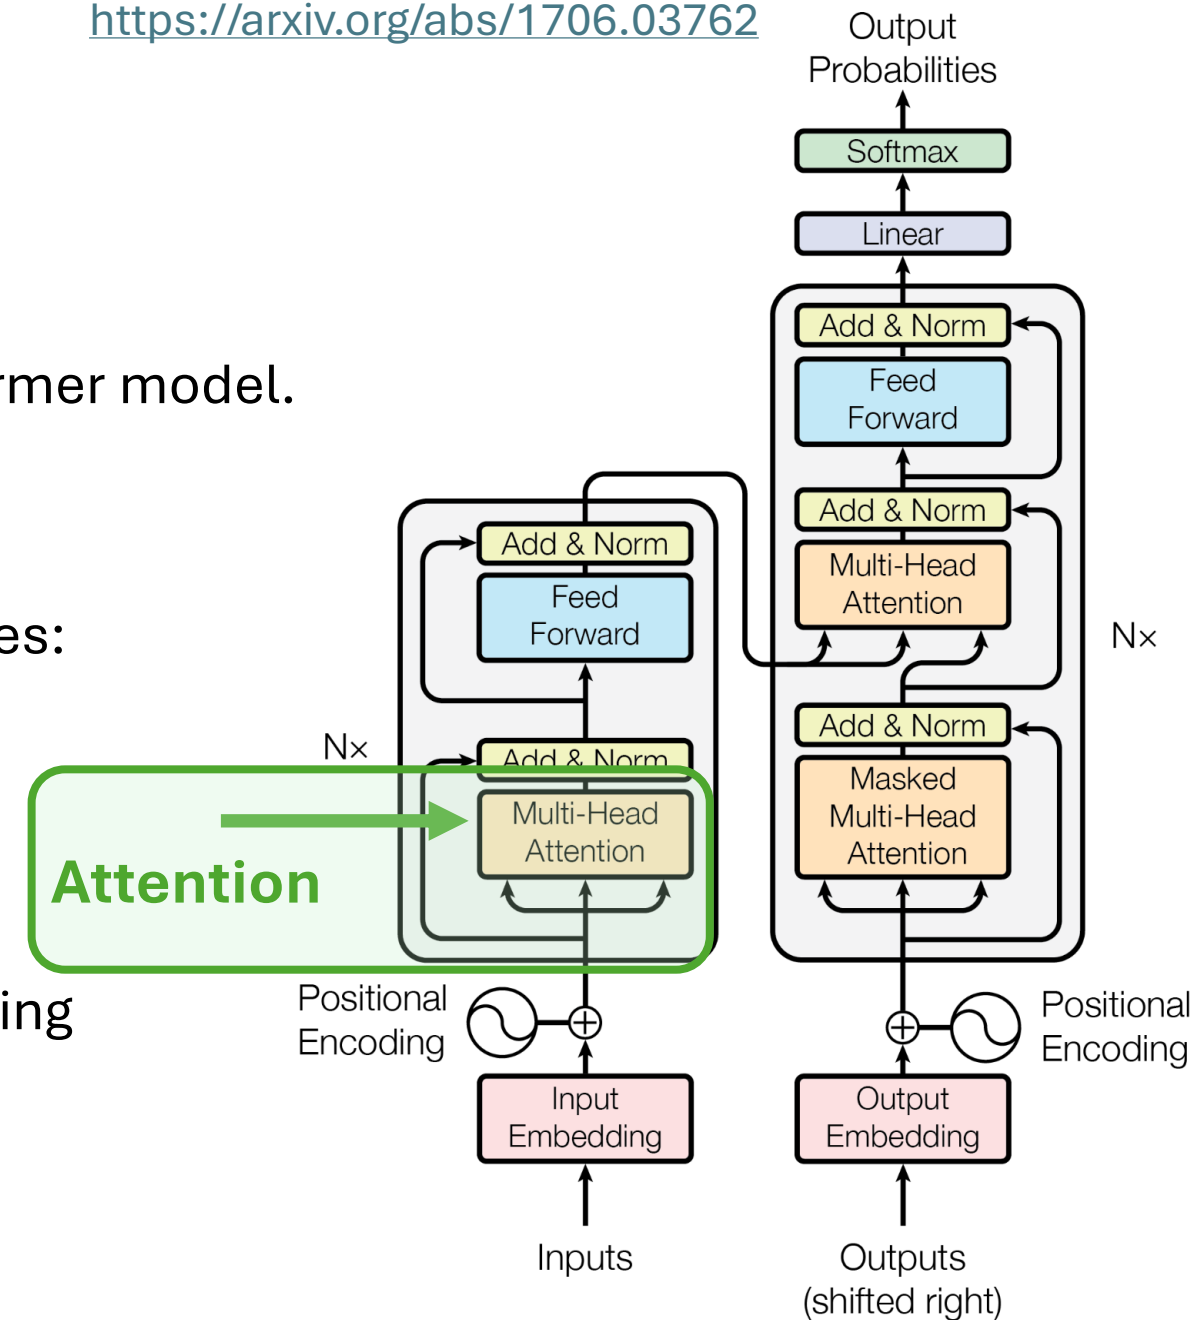 https://arxiv.org/abs/1706.03762
Output
Probabilities
Softmax
Linear
Add & Norm
Feed
Forward
Add & Norm
Multi-Head
Attention
Nx
Add & Norm
Masked
Multi-Head
Attention
Positional
Encoding
Output
Embedding
Outputs
(shifted right)
rmer model.
es:
ing
Add & Norm
Feed
Forward
Nx
Add & Norm
Multi-Head
Attention
Attention
Positional
Encoding
Input
Embedding
Inputs